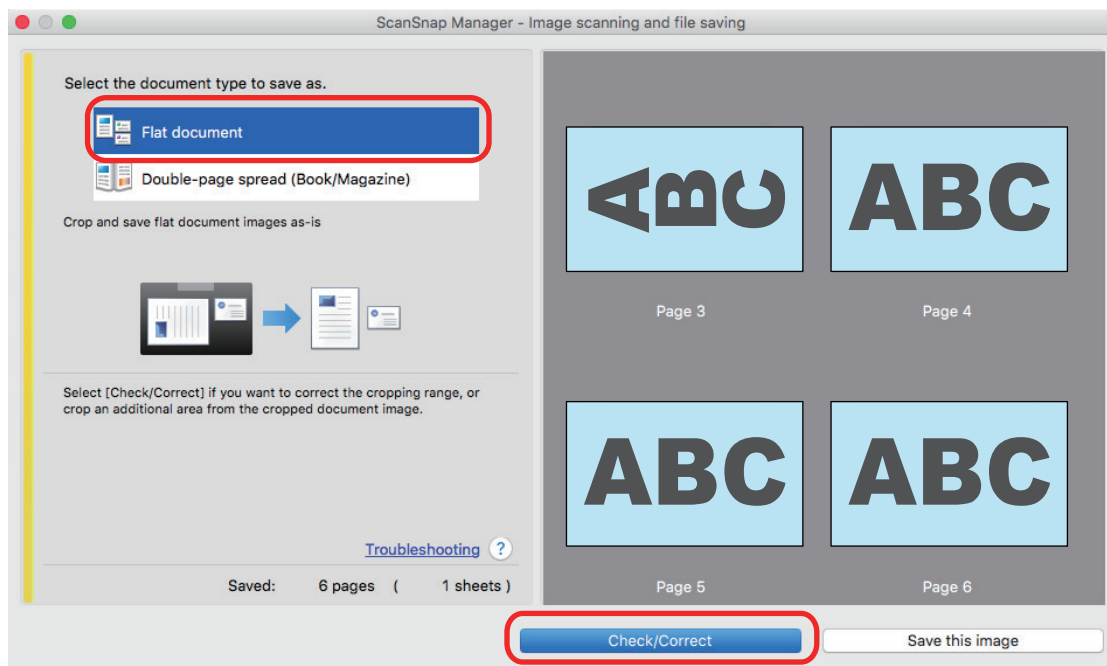 ScanSnap Manager - Image scanning and file saving
Select the document type to save as.
Flat document
Double-page spread (Book/Magazine)
Crop and save flat document images as-is
Select [Check/Correct] if you want to correct the cropping range, or
crop an additional area from the cropped document image.
Troubleshooting ?
Saved: 6 pages ( 1 sheets )
ABC ABC
Page 3 Page 4
ABC ABC
Page 5 Page 6
Check/Correct Save this image